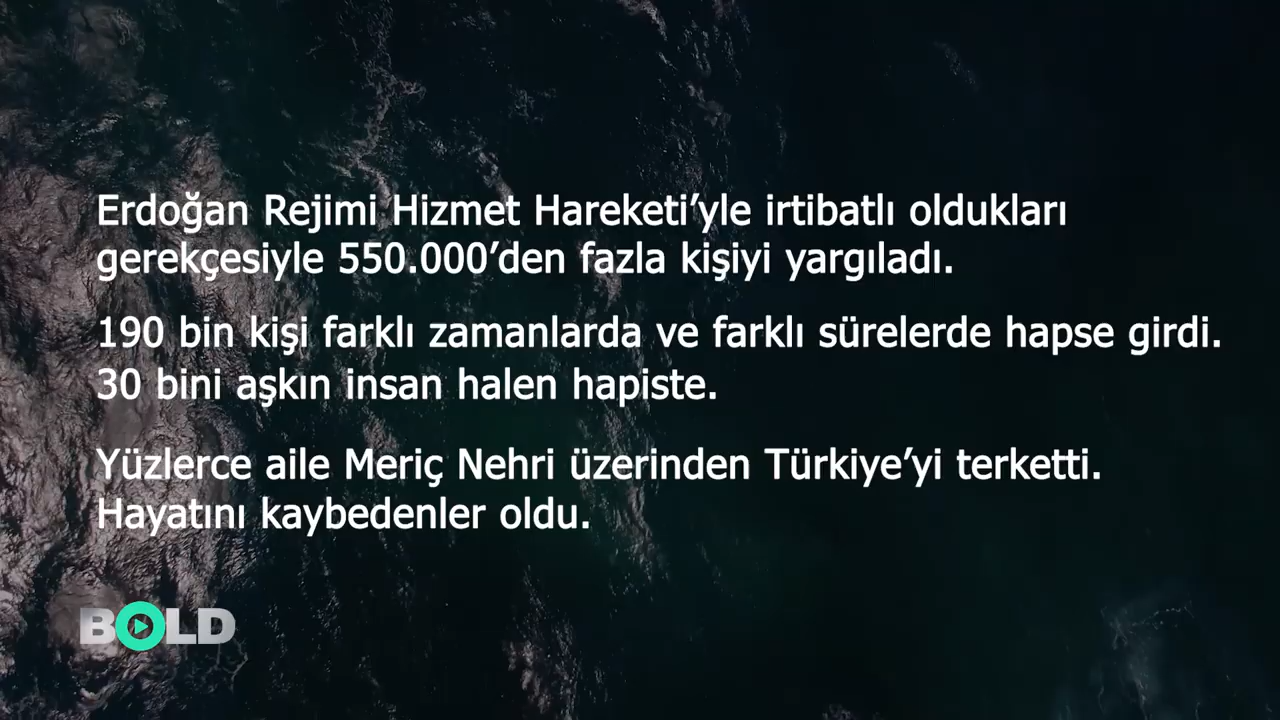 Erdoğan Rejimi Hizmet Hareketi’yle irtibatlı oldukları
gerekçesiyle 550.000’den fazla kişiyi yargıladı.
190 bin kişi farklı zamanlarda ve farklı sürelerde hapse girdi.
30 bini aşkın insan halen hapiste.
Yüzlerce aile Meriç Nehri üzerinden Türkiye’yi terketti.
Hayatını kaybedenler oldu.
BOLD